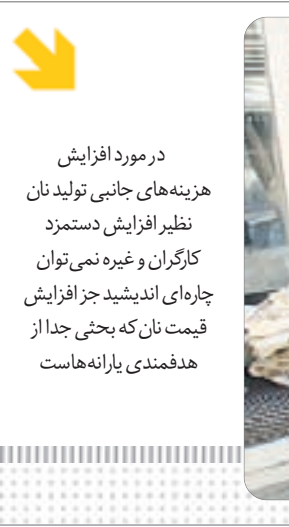 در مورد افزایش
هزینه‌های جانبی تولید نان
نظیر افزایش دستمزد
کارگران و غیره نمی‌توان
چاره‌ای اندیشید جز افزایش
قیمت نان که بحثی جدا از
هدفمندی یارانه‌هاست